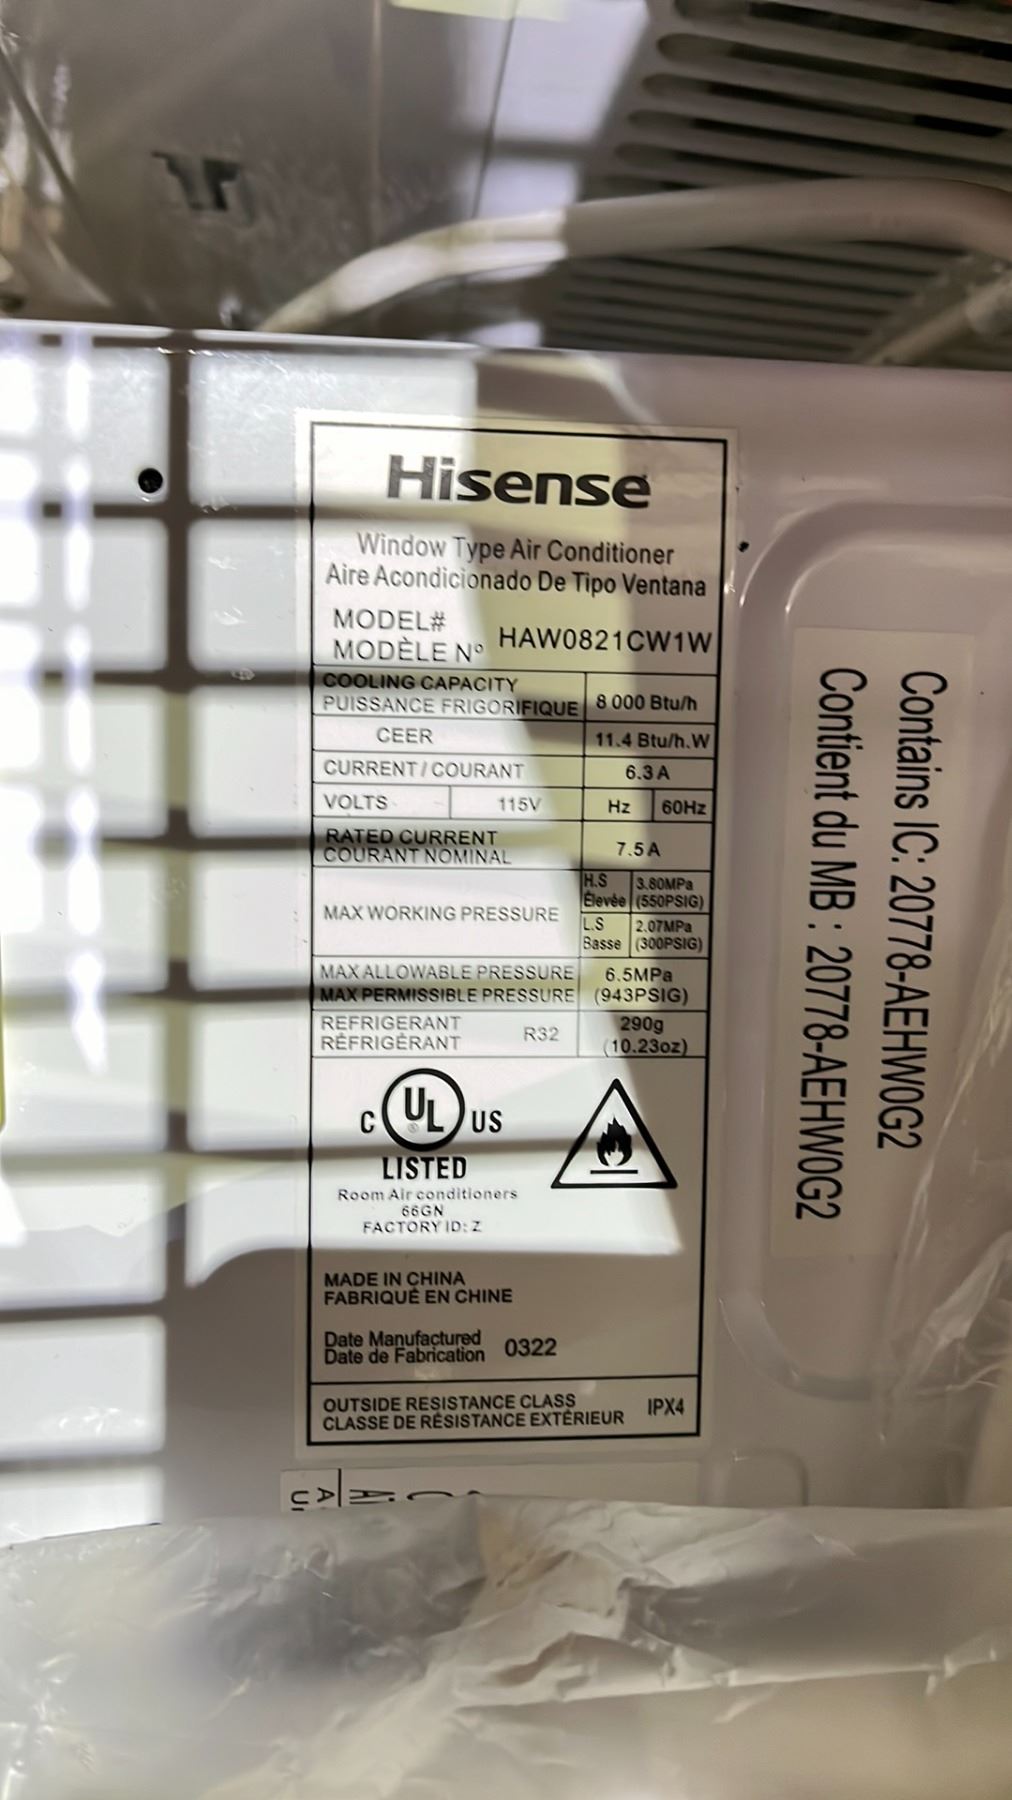 Hisense
Window Type Air Conditioner
Aire Acondicionado De Tipo Ventana
MODEL#
MODÈLE Nº HAW0821CW1W
COOLING CAPACITY
PUISSANCE FRIGORIFIQUE 8 000 Btu/h
CEER 11.4 Btu/h.W
CURRENT / COURANT 6.3 A
VOLTS 115V Hz 60Hz
RATED CURRENT
COURANT NOMINAL 7.5 A
MAX WORKING PRESSURE
H.S 3.80MPa
Élevée (550PSIG)
L.S 2.07MPa
Basse (300PSIG)
MAX ALLOWABLE PRESSURE 6.5MPa
MAX PERMISSIBLE PRESSURE (943PSIG)
REFRIGERANT
RÉFRIGÉRANT R32
290g
(10.23oz)
C UL ® US
LISTED
Room Air conditioners
66GN
FACTORY ID: Z
MADE IN CHINA
FABRIQUÉ EN CHINE
Date Manufactured
Date de Fabrication 0322
OUTSIDE RESISTANCE CLASS
CLASSE DE RÉSISTANCE EXTÉRIEUR IPX4
Contains IC: 20778-AEHW0G2
Contient du MB : 20778-AEHW0G2